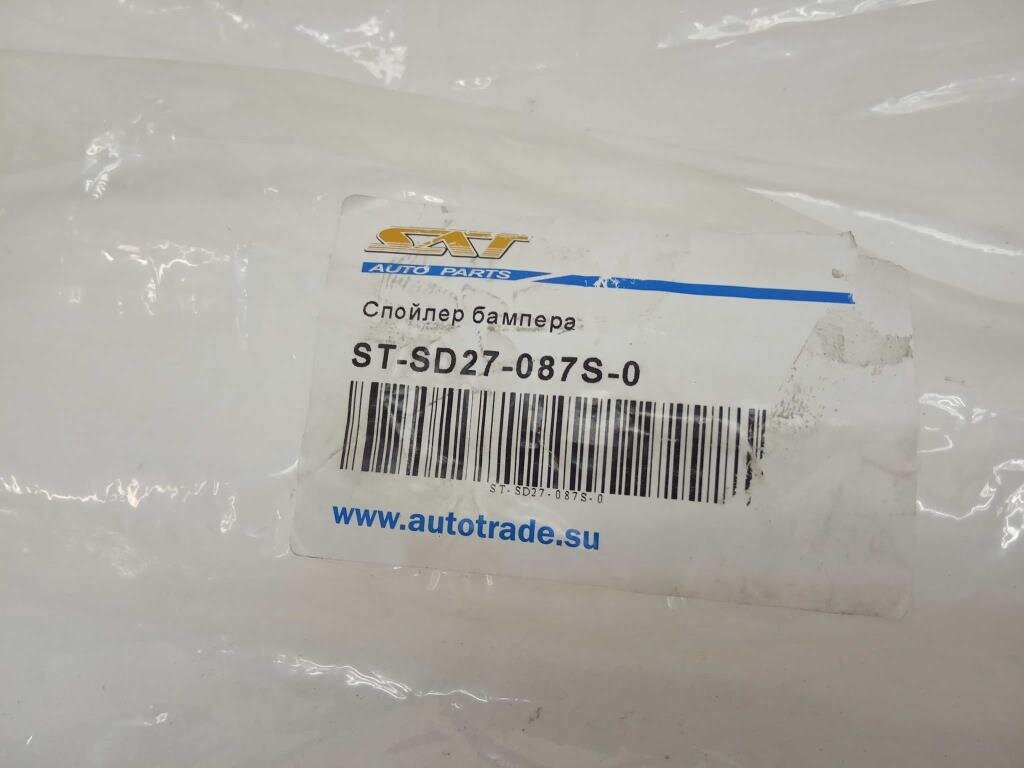 SAT
AUTO PARTS
Спойлер бампера
ST-SD27-087S-0
ST-SD27-087S-0
www.autotrade.su